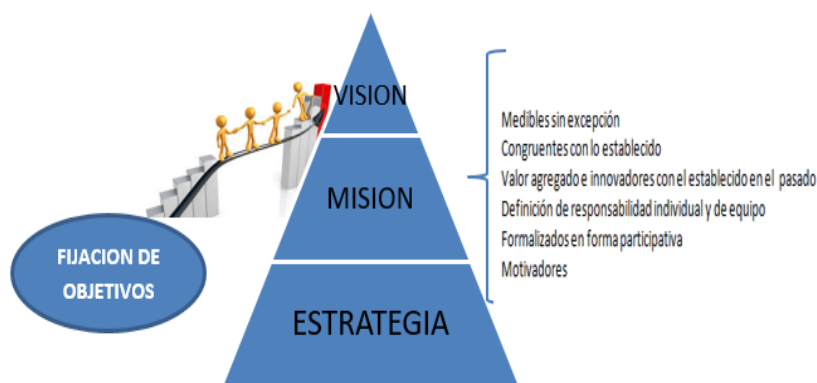 VISION
MISION
ESTRATEGIA
FIJACION DE
OBJETIVOS
Medibles sin excepción
Congruentes con lo establecido
Valor agregado e innovadores con el establecido en el pasado
Definición de responsabilidad individual y de equipo
Formalizados en forma participativa
Motivadores